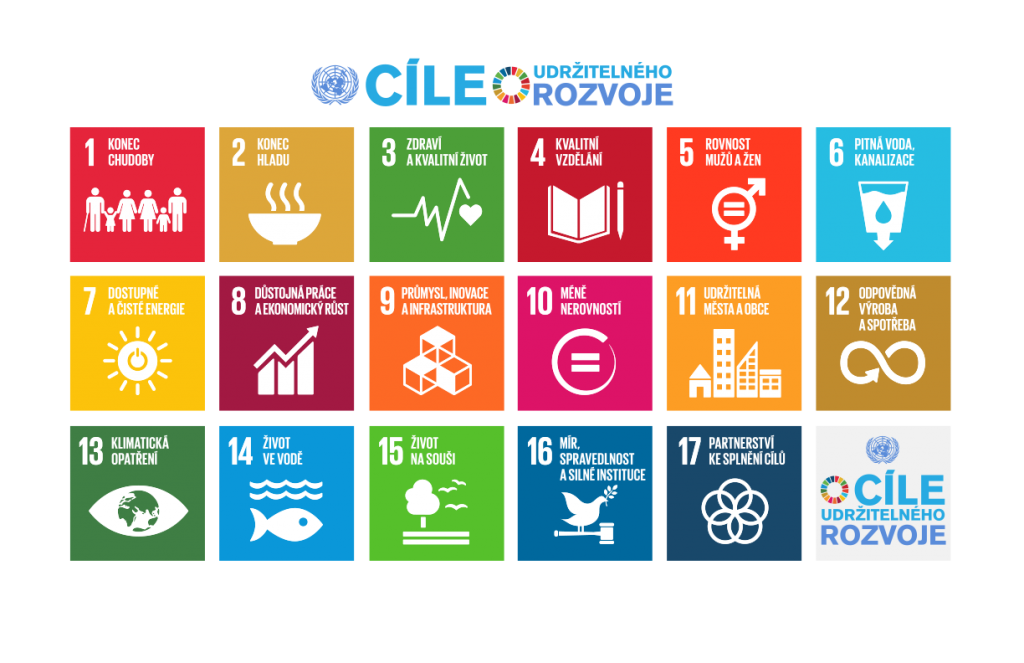 CÍLE UDRŽITELNÉHO
ROZVOJE
1 KONEC
CHUDOBY
2 KONEC
HLADU
3 ZDRAVÍ
A KVALITNÍ ŽIVOT
4 KVALITNÍ
VZDĚLÁNÍ
5 ROVNOST
MUŽŮ A ŽEN
6 PITNÁ VODA,
KANALIZACE
7 DOSTUPNÉ
A ČISTÉ ENERGIE
8 DŮSTOJNÁ PRÁCE
A EKONOMICKÝ RŮST
9 PRŮMYSL, INOVACE
A INFRASTRUKTURA
10 MÉNĚ
NEROVNOSTÍ
11 UDRŽITELNÁ
MĚSTA A OBCE
12 ODPOVĚDNÁ
VÝROBA
A SPOTŘEBA
13 KLIMATICKÁ
OPATŘENÍ
14 ŽIVOT
VE VODĚ
15 ŽIVOT
NA SOUŠI
16 MÍR,
SPRAVEDLNOST
A SILNÉ INSTITUCE
17 PARTNERSTVÍ
KE SPLNĚNÍ CÍLŮ
CÍLE
UDRŽITELNÉHO
ROZVOJE